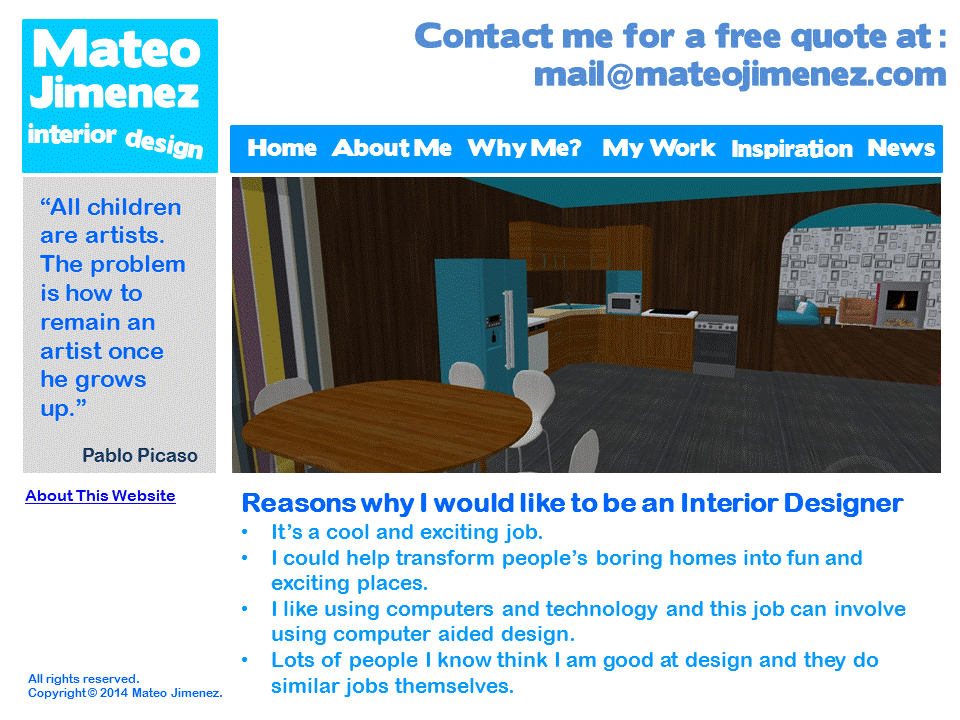 Mateo
Jimenez
interior design
Contact me for a free quote at :
mail@mateojimenez.com
Home About Me Why Me? My Work Inspiration News
“All children
are artists.
The problem
is how to
remain an
artist once
he grows
up.”
Pablo Picaso
About This Website
Reasons why I would like to be an Interior Designer
• It’s a cool and exciting job.
• I could help transform people’s boring homes into fun and
exciting places.
• I like using computers and technology and this job can involve
using computer aided design.
• Lots of people I know think I am good at design and they do
similar jobs themselves.
All rights reserved.
Copyright © 2014 Mateo Jimenez.